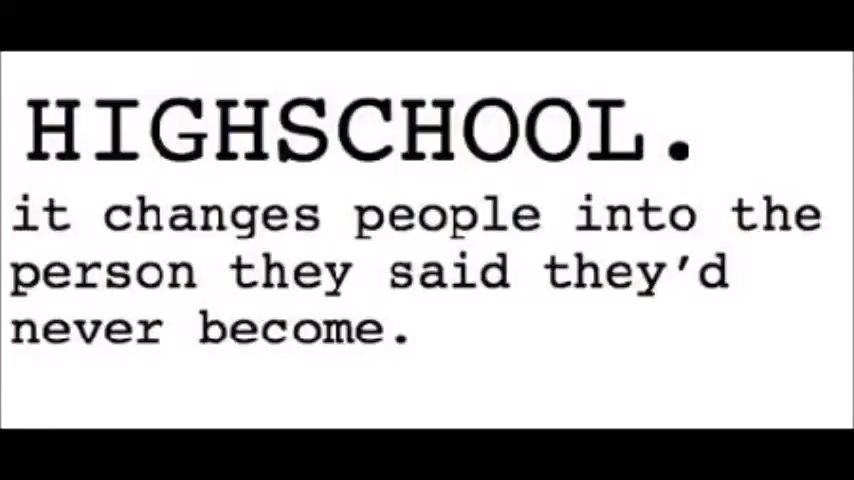 HIGHSCHOOL.
it changes people into the
person they said they’d
never become.